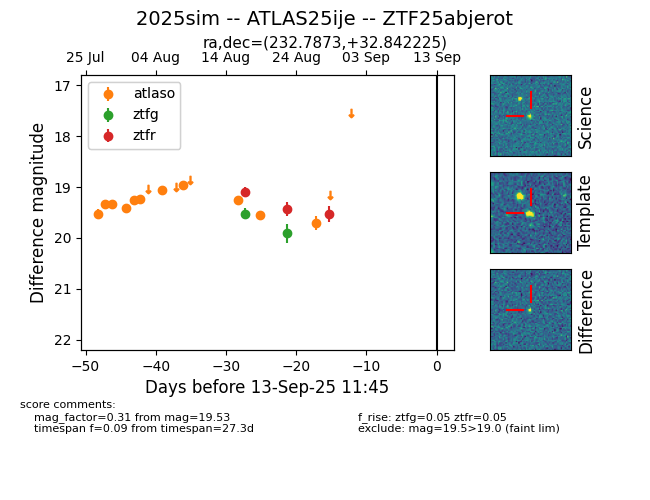 2025sim -- ATLAS25ije -- ZTF25abjerot
ra,dec=(232.7873,+32.842225)
25 Jul 04 Aug 14 Aug 24 Aug 03 Sep 13 Sep
atlaso
ztfg
ztfr
17
18
19
20
21
22
Difference magnitude
−50 −40 −30 −20 −10 0
Days before 13-Sep-25 11:45
Science
Template
Difference
score comments:
mag_factor=0.31 from mag=19.53
timespan f=0.09 from timespan=27.3d
f_rise: ztfg=0.05 ztfr=0.05
exclude: mag=19.5>19.0 (faint lim)